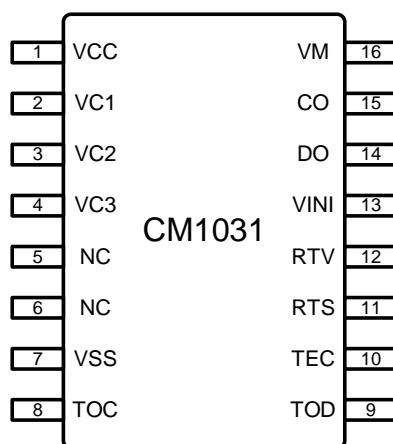 1 VCC VM 16
2 VC1 CO 15
3 VC2 DO 14
4 VC3 VINI 13
CM1031
5 NC RTV 12
6 NC RTS 11
7 VSS TEC 10
8 TOC TOD 9